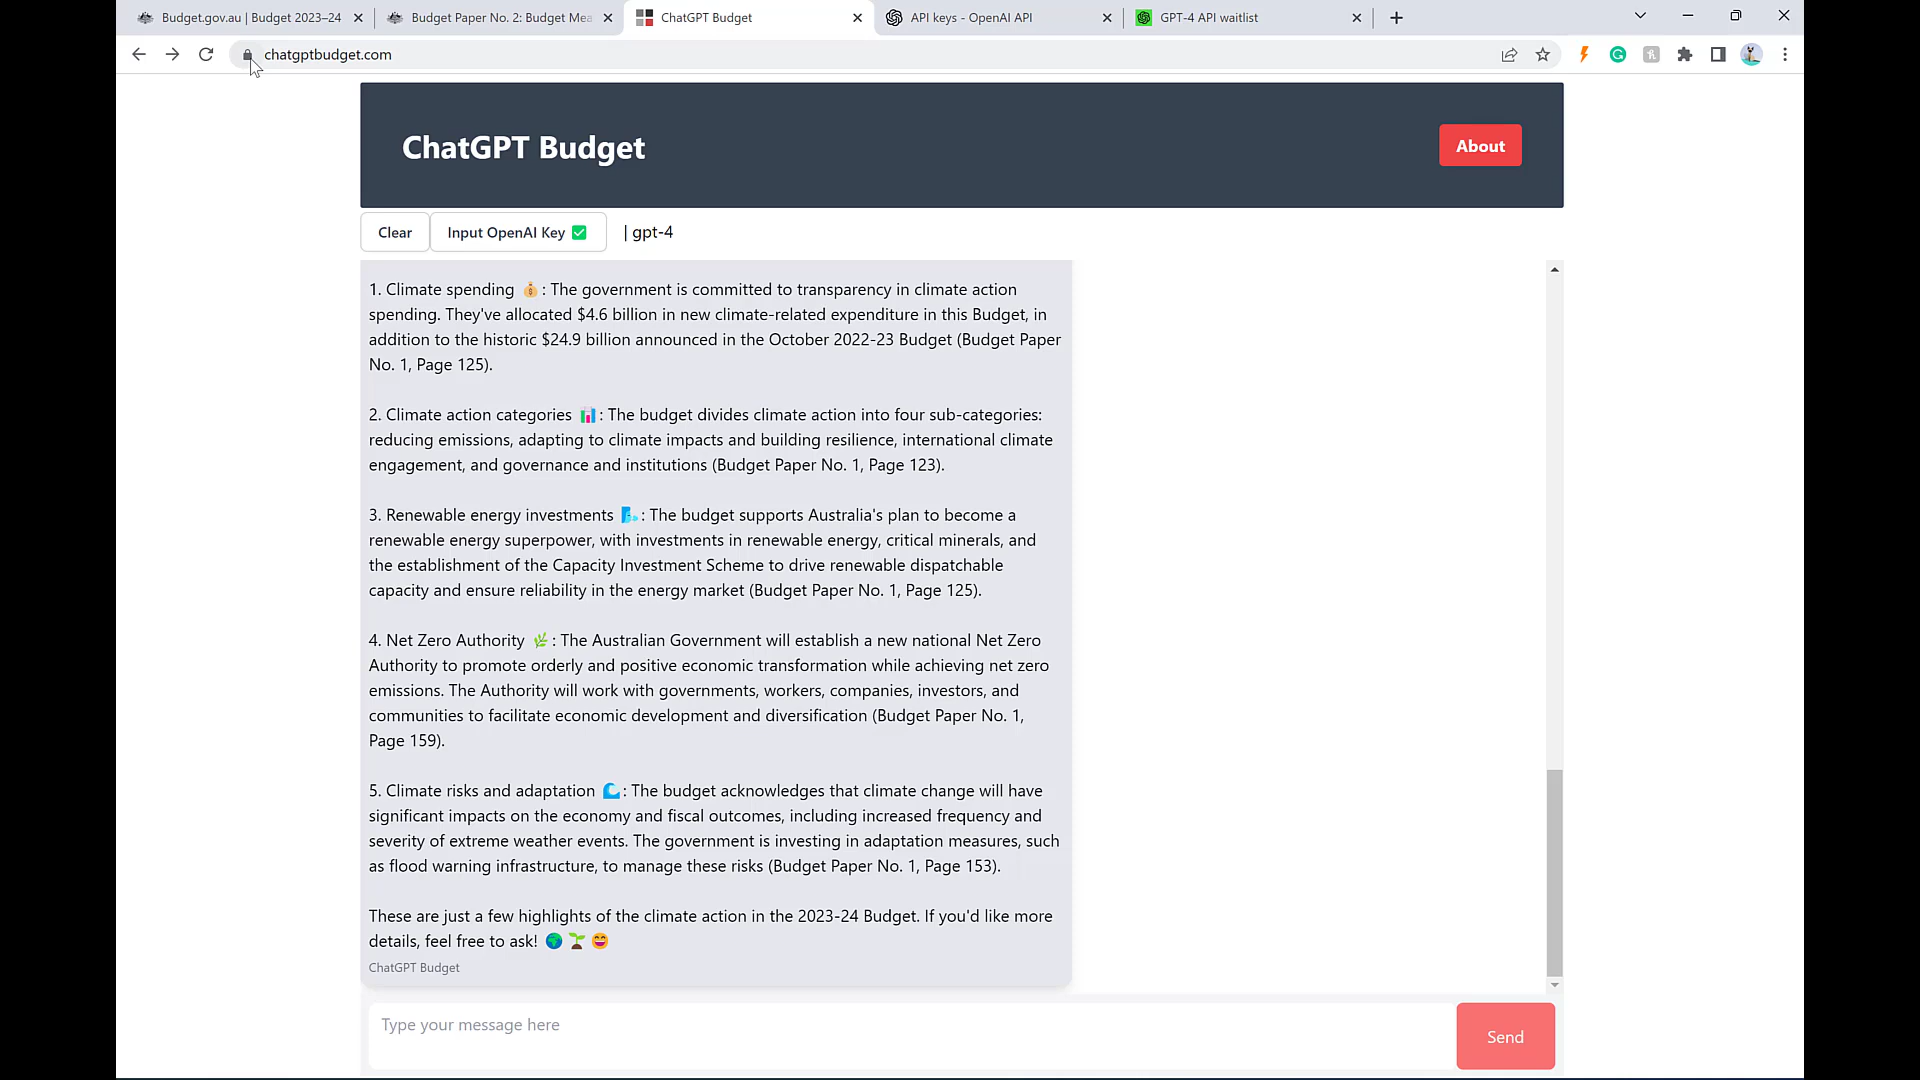 Budget.gov.au | Budget 2023–24
Budget Paper No. 2: Budget Mea
ChatGPT Budget
API keys - OpenAI API
GPT-4 API waitlist
chatgptbudget.com
ChatGPT Budget
About
Clear
Input OpenAI Key ✅
| gpt-4
1. Climate spending 💰: The government is committed to transparency in climate action
spending. They've allocated $4.6 billion in new climate-related expenditure in this Budget, in
addition to the historic $24.9 billion announced in the October 2022-23 Budget (Budget Paper
No. 1, Page 125).
2. Climate action categories 📊: The budget divides climate action into four sub-categories:
reducing emissions, adapting to climate impacts and building resilience, international climate
engagement, and governance and institutions (Budget Paper No. 1, Page 123).
3. Renewable energy investments 🌬️: The budget supports Australia's plan to become a
renewable energy superpower, with investments in renewable energy, critical minerals, and
the establishment of the Capacity Investment Scheme to drive renewable dispatchable
capacity and ensure reliability in the energy market (Budget Paper No. 1, Page 125).
4. Net Zero Authority 🌿: The Australian Government will establish a new national Net Zero
Authority to promote orderly and positive economic transformation while achieving net zero
emissions. The Authority will work with governments, workers, companies, investors, and
communities to facilitate economic development and diversification (Budget Paper No. 1,
Page 159).
5. Climate risks and adaptation 🌊: The budget acknowledges that climate change will have
significant impacts on the economy and fiscal outcomes, including increased frequency and
severity of extreme weather events. The government is investing in adaptation measures, such
as flood warning infrastructure, to manage these risks (Budget Paper No. 1, Page 153).
These are just a few highlights of the climate action in the 2023-24 Budget. If you'd like more
details, feel free to ask! 🌍🌱😄
ChatGPT Budget
Type your message here
Send